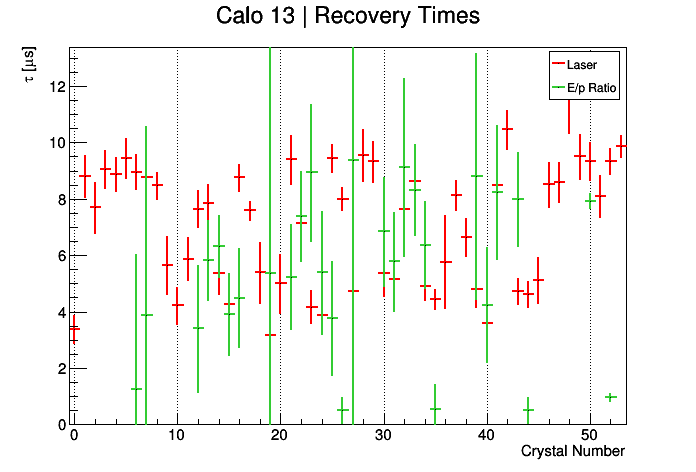 Calo 13 | Recovery Times
τ [μs]
Laser
E/p Ratio
12
10
8
6
4
2
0
0 10 20 30 40 50
Crystal Number